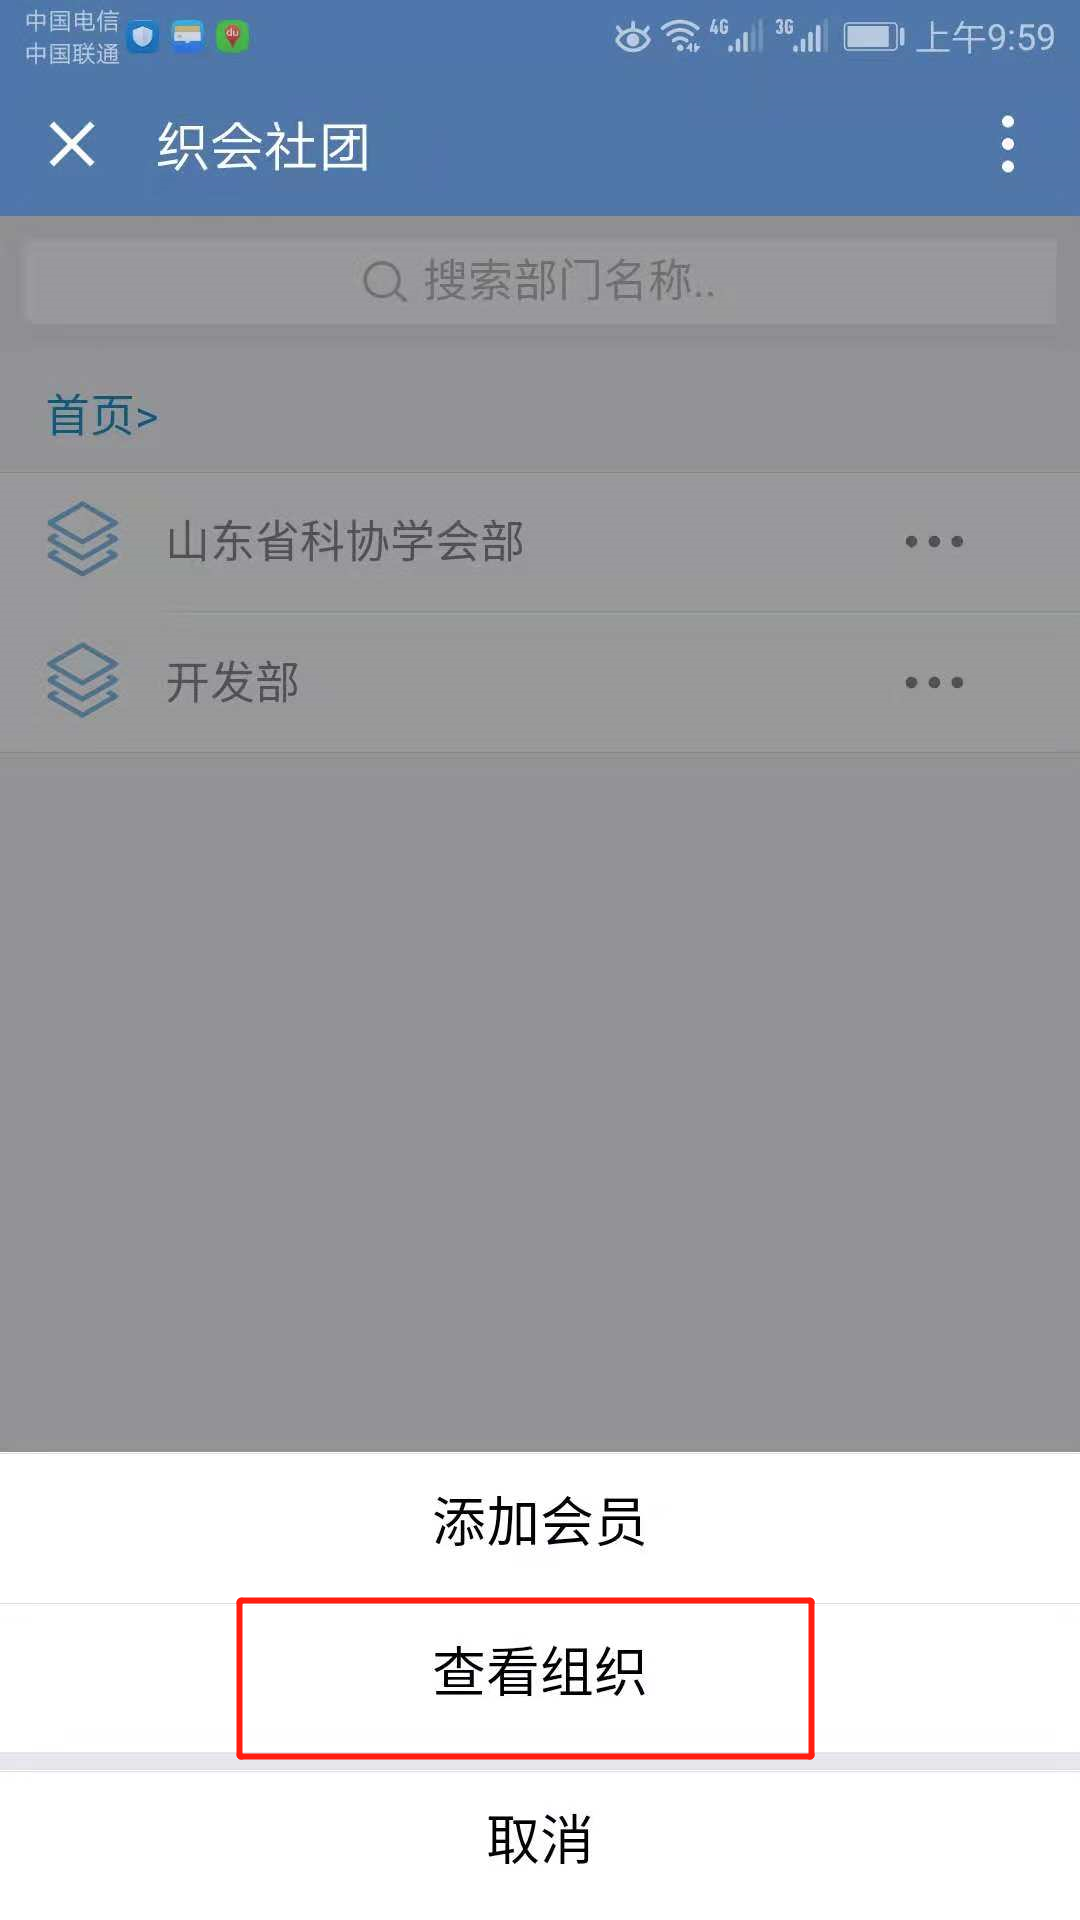 中国电信
中国联通
du
4G
3G
上午9:59
织会社团
搜索部门名称..
首页>
山东省科协学会部
开发部
添加会员
查看组织
取消